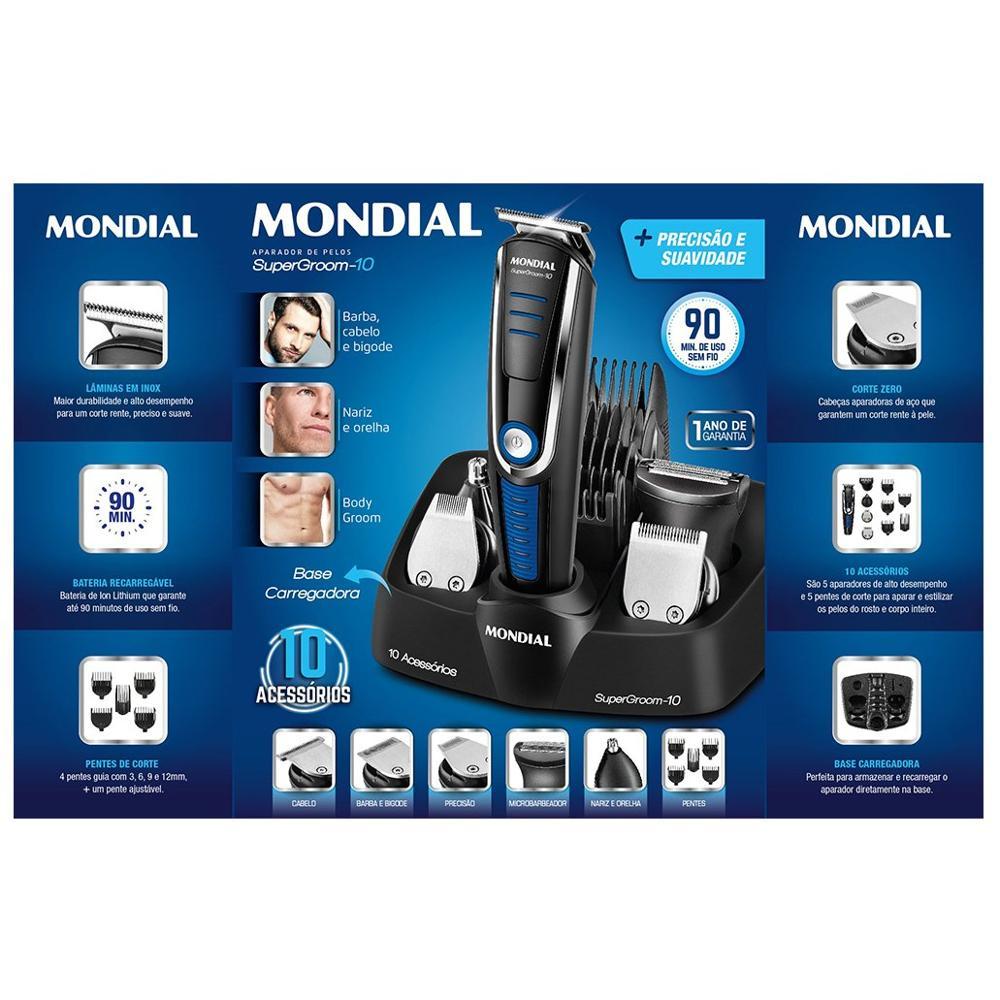 MONDIAL
LÂMINAS EM INOX
Maior durabilidade e alto desempenho
para um corte rente, preciso e suave.
90
MIN.
BATERIA RECARREGÁVEL
Bateria de Ion Lithium que garante
até 90 minutos de uso sem fio.
PENTES DE CORTE
4 pentes guia com 3, 6, 9 e 12mm,
+ um pente ajustável.
MONDIAL
APARADOR DE PELOS
SuperGroom-10
+ PRECISÃO E
SUAVIDADE
MONDIAL
SuperGroom-10
Barba,
cabelo
e bigode
90
MIN. DE USO
SEM FIO
Nariz
e orelha
1 ANO DE
GARANTIA
Body
Groom
Base
Carregadora
10
ACESSÓRIOS
MONDIAL
10 Acessórios
SuperGroom-10
CABELO
BARBA E BIGODE
PRECISÃO
MICROBARBEADOR
NARIZ E ORELHA
PENTES
MONDIAL
CORTE ZERO
Cabeças aparadoras de aço que
garantem um corte rente à pele.
10 ACESSÓRIOS
São 5 aparadores de alto desempenho
e 5 pentes de corte para aparar e estilizar
os pelos do rosto e corpo inteiro.
BASE CARREGADORA
Perfeita para armazenar e recarregar o
aparador diretamente na base.